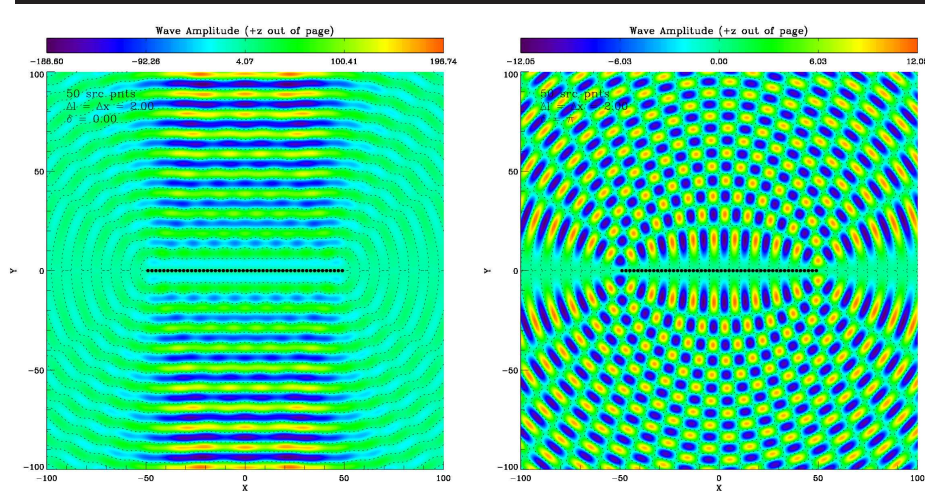 Wave Amplitude (+z out of page)
−188.60 −92.26 4.07 100.41 196.74
50 src pnts
Δl = Δx = 2.00
δ = 0.00
100
50
0
−50
−100
Y
−100 −50 0 50 100
X
Wave Amplitude (+z out of page)
−12.05 −6.03 0.00 6.03 12.08
50 src pnts
Δl = Δx = 2.00
π
100
50
0
−50
−100
Y
−100 −50 0 50 100
X